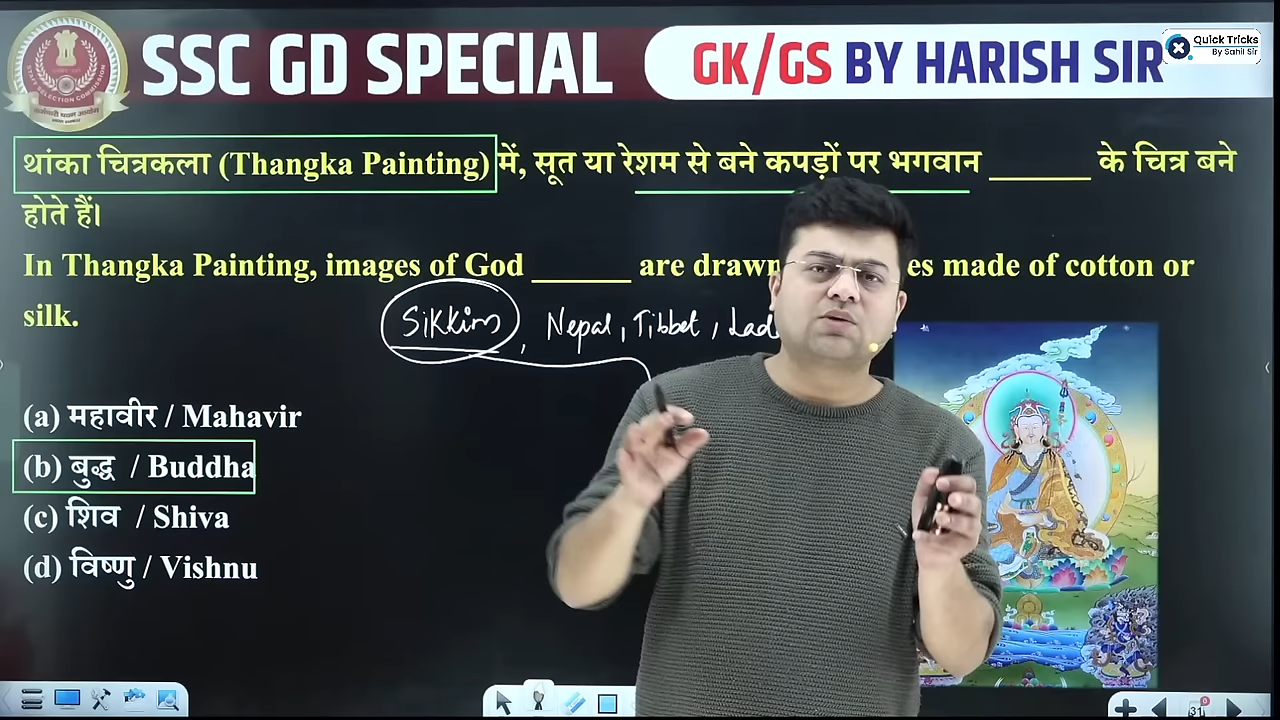 SSC GD SPECIAL
GK/GS BY HARISH SIR
Quick Tricks
By Sahil Sir
थांका चित्रकला (Thangka Painting) में, सूत या रेशम से बने कपड़ों पर भगवान ______ के चित्र बने
होते हैं।
In Thangka Painting, images of God ______ are drawn es made of cotton or
silk.
Sikkim, Nepal, Tibbet, Lad
(a) महावीर / Mahavir
(b) बुद्ध / Buddha
(c) शिव / Shiva
(d) विष्णु / Vishnu
31